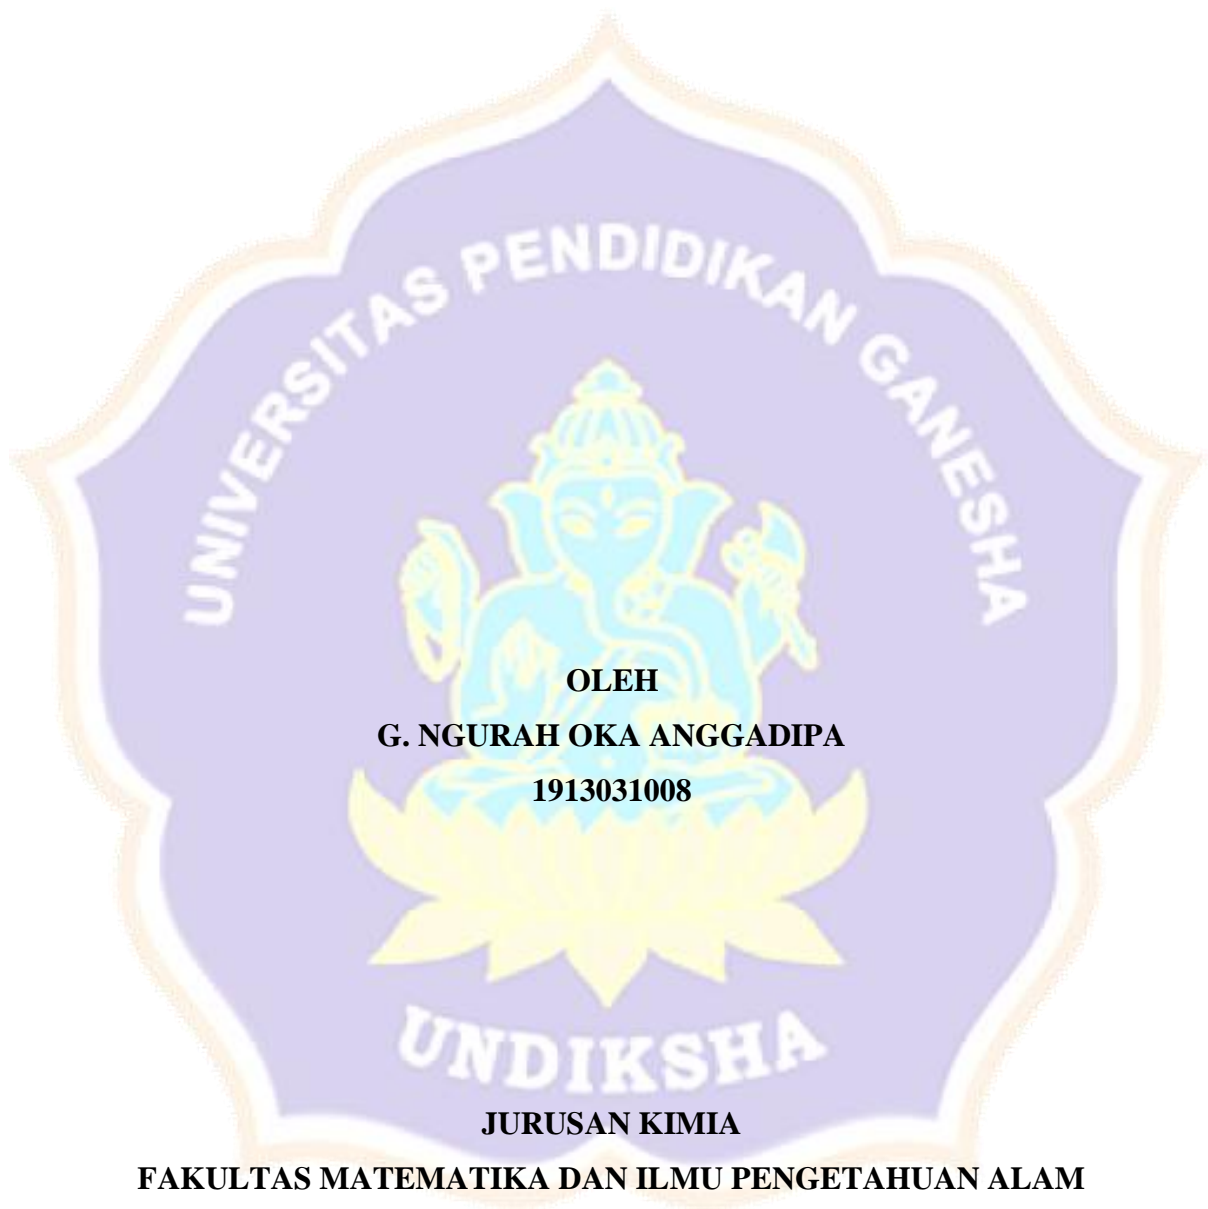 UNIVERSITAS PENDIDIKAN GANESHA
OLEH
G. NGURAH OKA ANGGADIPA
1913031008
UNDIKSHA
JURUSAN KIMIA
FAKULTAS MATEMATIKA DAN ILMU PENGETAHUAN ALAM